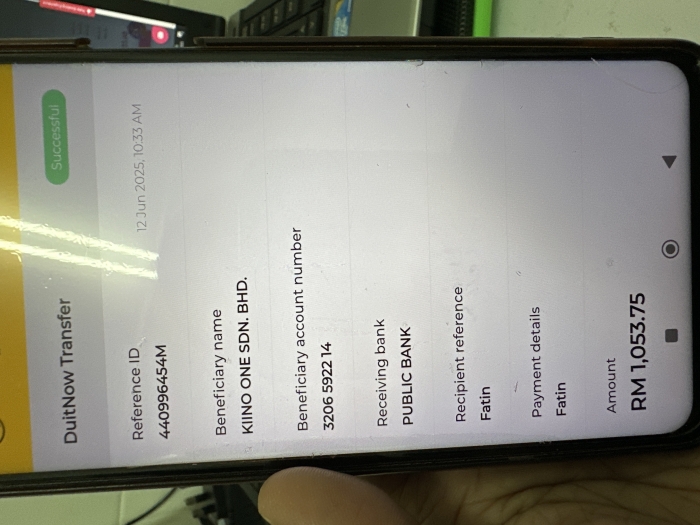 DuitNow Transfer
Successful
Reference ID
12 Jun 2025, 10:33 AM
440996454M
Beneficiary name
KIINO ONE SDN. BHD.
Beneficiary account number
3206 5922 14
Receiving bank
PUBLIC BANK
Recipient reference
Fatin
Payment details
Fatin
Amount
RM 1,053.75